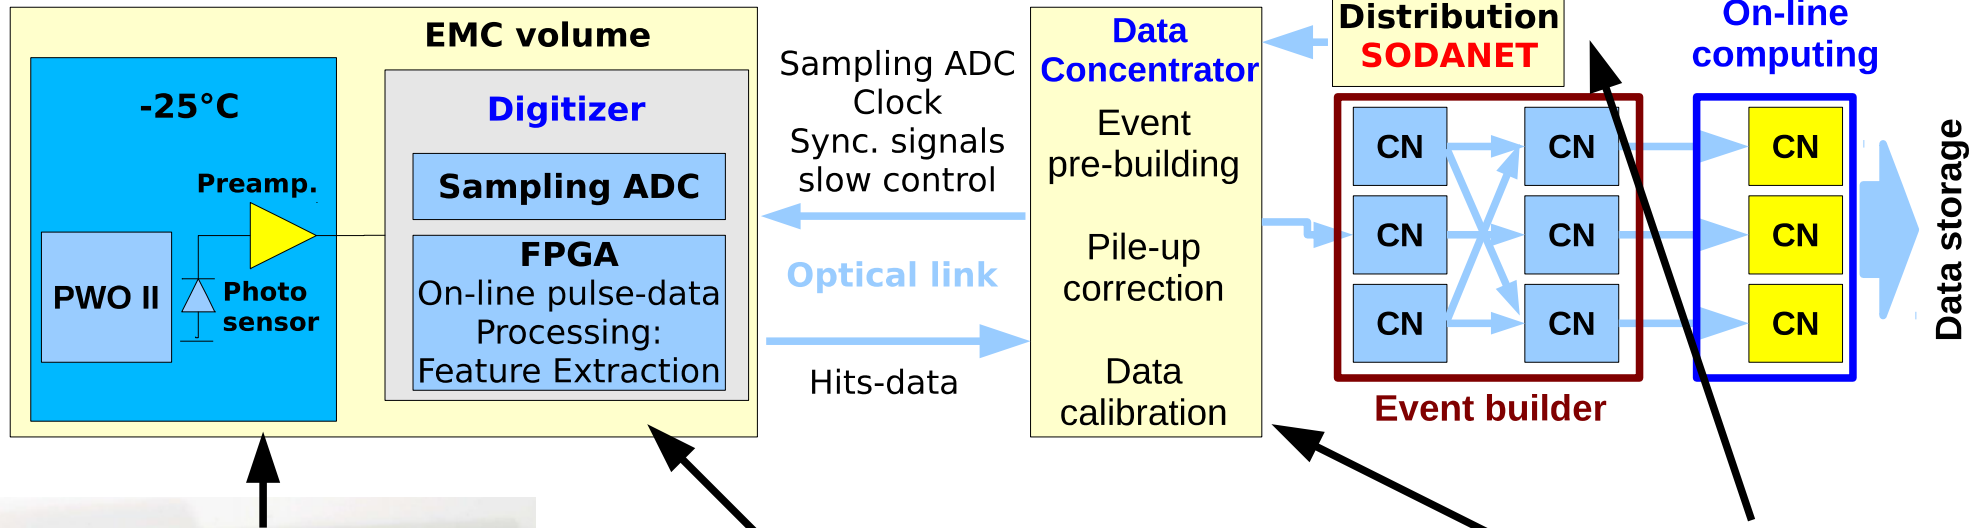 EMC volume
-25°C
Preamp.
PWO II
Photo
sensor
Digitizer
Sampling ADC
FPGA
On-line pulse-data
Processing:
Feature Extraction
Sampling ADC
Clock
Sync. signals
slow control
Optical link
Hits-data
Data
Concentrator
Event
pre-building
Pile-up
correction
Data
calibration
Distribution
SODANET
CN
CN
CN
CN
CN
CN
Event builder
On-line
computing
CN
CN
CN
Data storage